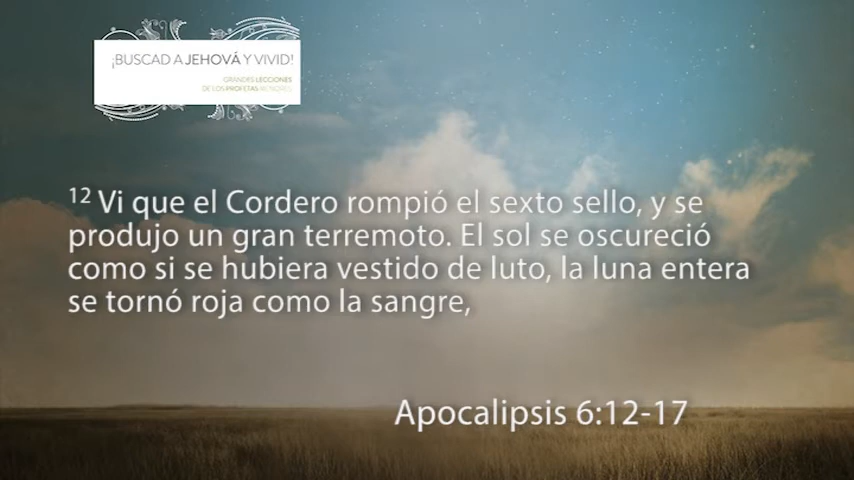 ¡BUSCAD A JEHOVÁ Y VIVID!
GRANDES LECCIONES
DE LOS PROFETAS MENORES
12 Vi que el Cordero rompió el sexto sello, y se
produjo un gran terremoto. El sol se oscureció
como si se hubiera vestido de luto, la luna entera
se tornó roja como la sangre,
Apocalipsis 6:12-17